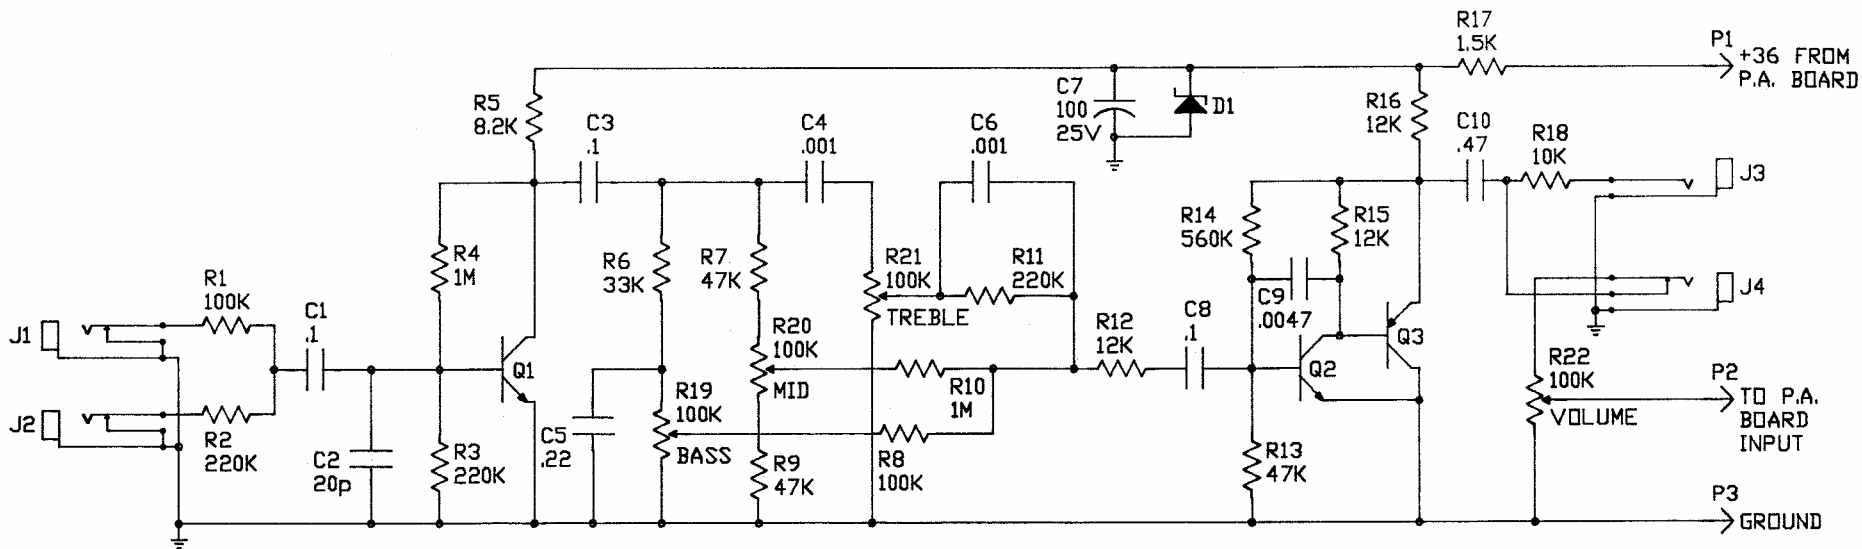 R17
1.5K
P1
+36 FROM
P.A. BOARD
R5
8.2K
C3
.1
C4
.001
C6
.001
C7
100
25V
D1
R16
12K
C10
.47
R18
10K
J3
R4
1M
R6
33K
R7
47K
R21
100K
TREBLE
R11
220K
R14
560K
R15
12K
C9
.0047
J4
R1
100K
C1
.1
J1
Q1
R20
100K
MID
R12
12K
C8
.1
Q2
Q3
R22
100K
VOLUME
P2
TO P.A.
BOARD
INPUT
J2
R2
220K
C2
20p
R3
220K
C5
.22
R19
100K
BASS
R9
47K
R10
1M
R8
100K
R13
47K
P3
GROUND